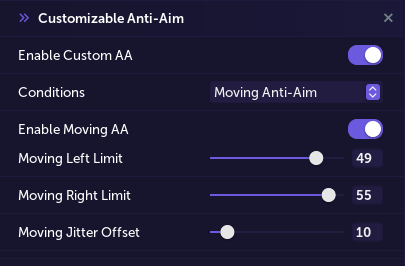 Customizable Anti-Aim
Enable Custom AA
Conditions Moving Anti-Aim
Enable Moving AA
Moving Left Limit 49
Moving Right Limit 55
Moving Jitter Offset 10